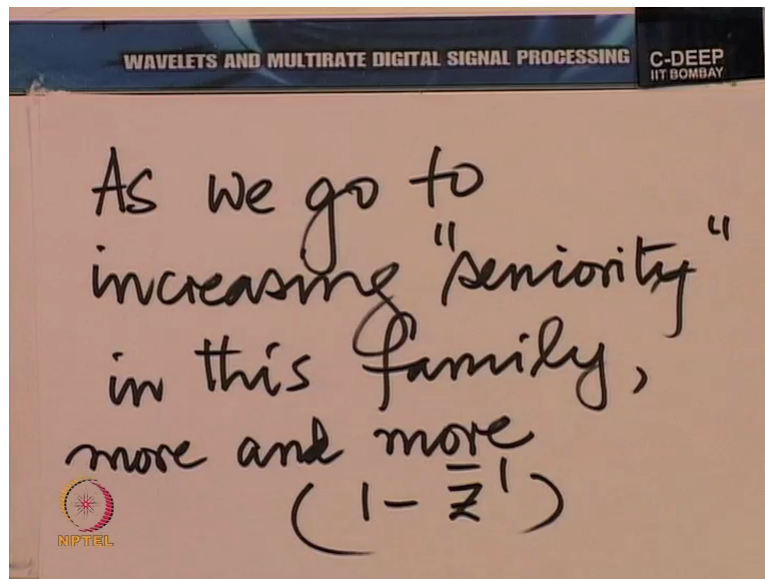 WAVELETS AND MULTIRATE DIGITAL SIGNAL PROCESSING
C-DEEP
IIT BOMBAY
As we go to
increasing "seniority"
in this family,
more and more
(1 - z⁻¹)
NPTEL